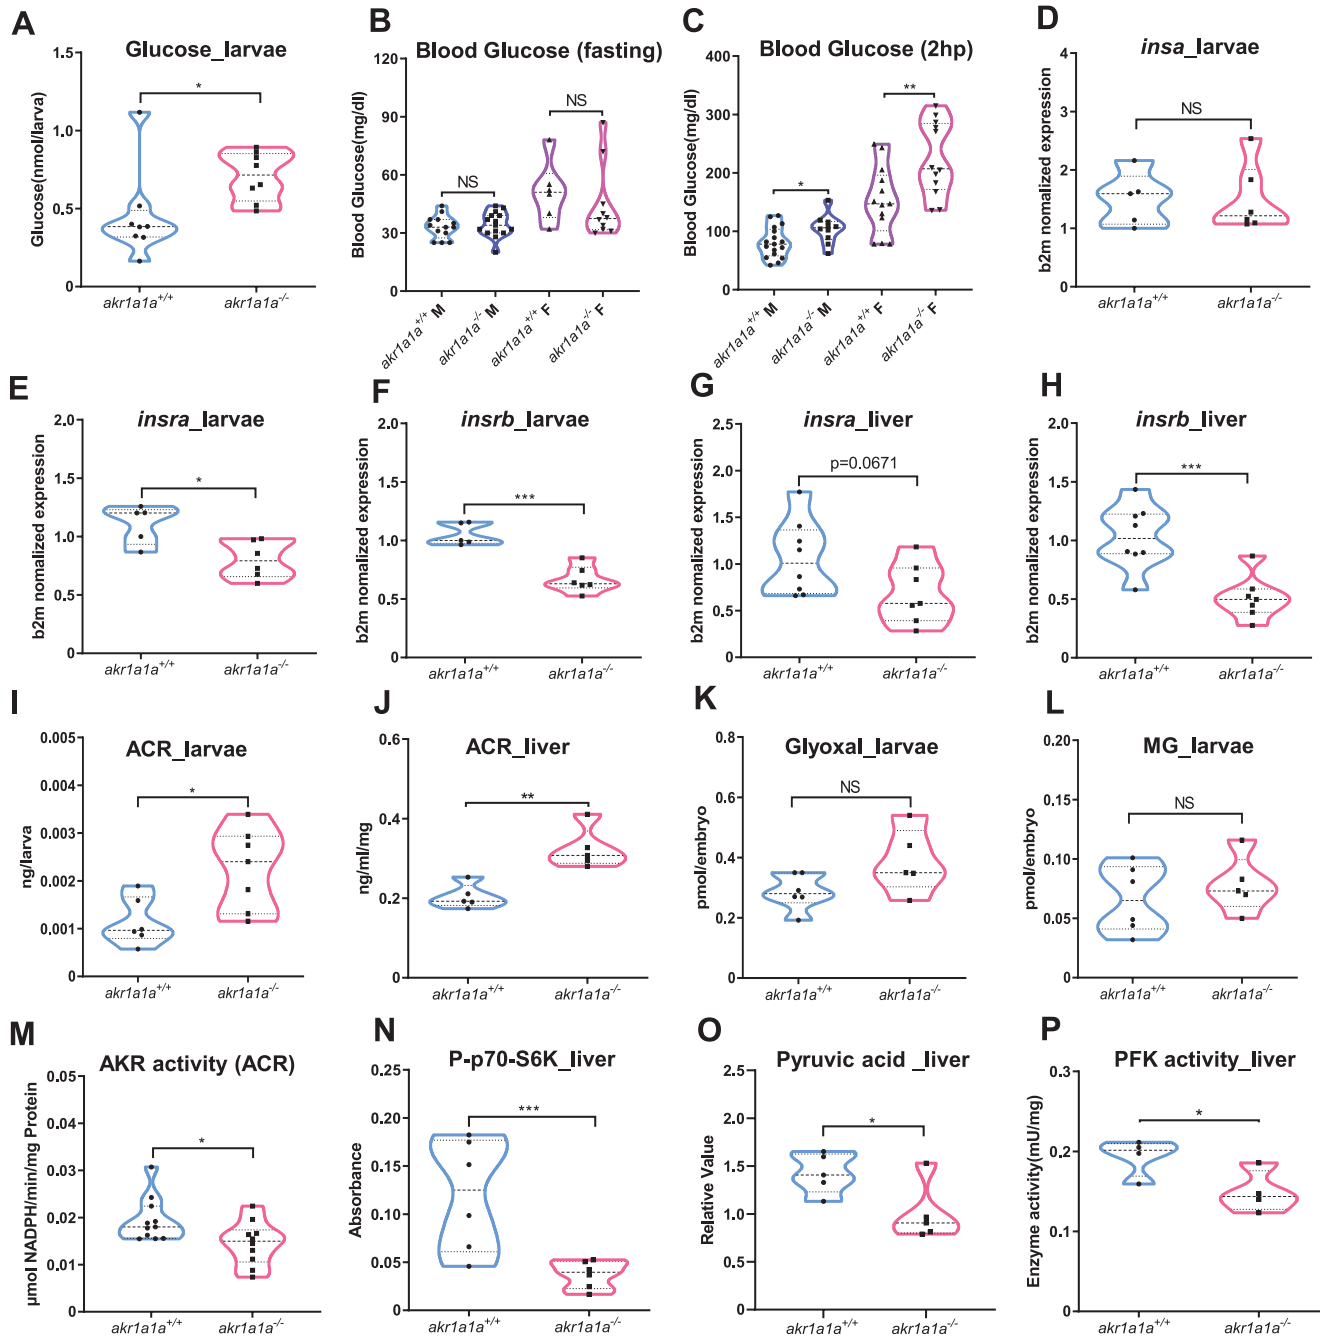 A
Glucose_larvae
Glucose(nmol/larva)
1.5
1.0
0.5
0
*
akr1a1a+/+
akr1a1a-/-
B
Blood Glucose (fasting)
Blood Glucose(mg/dl)
120
90
60
30
0
NS
NS
akr1a1a+/+ M
akr1a1a-/- M
akr1a1a+/+ F
akr1a1a-/- F
C
Blood Glucose (2hp)
Blood Glucose(mg/dl)
400
300
200
100
0
*
**
akr1a1a+/+ M
akr1a1a-/- M
akr1a1a+/+ F
akr1a1a-/- F
D
insa_larvae
b2m nomalized expression
4
3
2
1
0
NS
akr1a1a+/+
akr1a1a-/-
E
insra_larvae
b2m nomalized expression
2.0
1.5
1.0
0.5
0
*
akr1a1a+/+
akr1a1a-/-
F
insrb_larvae
b2m nomalized expression
2.0
1.5
1.0
0.5
0
***
akr1a1a+/+
akr1a1a-/-
G
insra_liver
b2m nomalized expression
2.5
2.0
1.5
1.0
0.5
0
p=0.0671
akr1a1a+/+
akr1a1a-/-
H
insrb_liver
b2m nomalized expression
2.0
1.5
1.0
0.5
0
***
akr1a1a+/+
akr1a1a-/-
I
ACR_larvae
ng/larva
0.005
0.004
0.003
0.002
0.001
0
*
akr1a1a+/+
akr1a1a-/-
J
ACR_liver
ng/ml/mg
0.6
0.4
0.2
0
**
akr1a1a+/+
akr1a1a-/-
K
Glyoxal_larvae
pmol/embryo
0.8
0.6
0.4
0.2
0
NS
akr1a1a+/+
akr1a1a-/-
L
MG_larvae
pmol/embryo
0.20
0.15
0.10
0.05
0
NS
akr1a1a+/+
akr1a1a-/-
M
AKR activity (ACR)
μmol NADPH/min/mg Protein
0.05
0.04
0.03
0.02
0.01
0
*
akr1a1a+/+
akr1a1a-/-
N
P-p70-S6K_liver
Absorbance
0.25
0.20
0.15
0.10
0.05
0
***
akr1a1a+/+
akr1a1a-/-
O
Pyruvic acid _liver
Relative Value
2.5
2.0
1.5
1.0
0.5
0.0
*
akr1a1a+/+
akr1a1a-/-
P
PFK activity_liver
Enzyme activity(mU/mg)
0.3
0.2
0.1
0
*
akr1a1a+/+
akr1a1a-/-